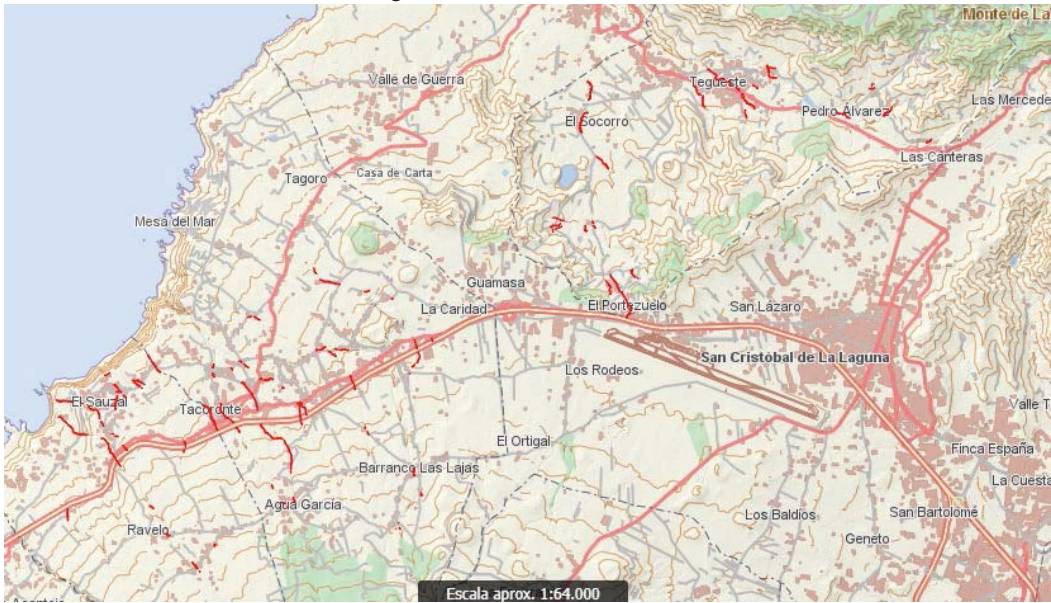 Monte de La
Valle de Guerra
Tegueste
Pedro Álvarez
Las Mercede
El Socorro
Las Canteras
Casa de Carta
Tagoro
Mesa del Mar
Guamasa
La Caridad
El Portezuelo
San Lázaro
San Cristóbal de La Laguna
Los Rodeos
El Sauzal
Tacoronte
Valle T
El Ortigal
Finca España
Barranco Las Lajas
La Cuesta
Agua García
Los Baldíos
San Bartolomé
Ravelo
Geneto
Escala aprox. 1:64.000